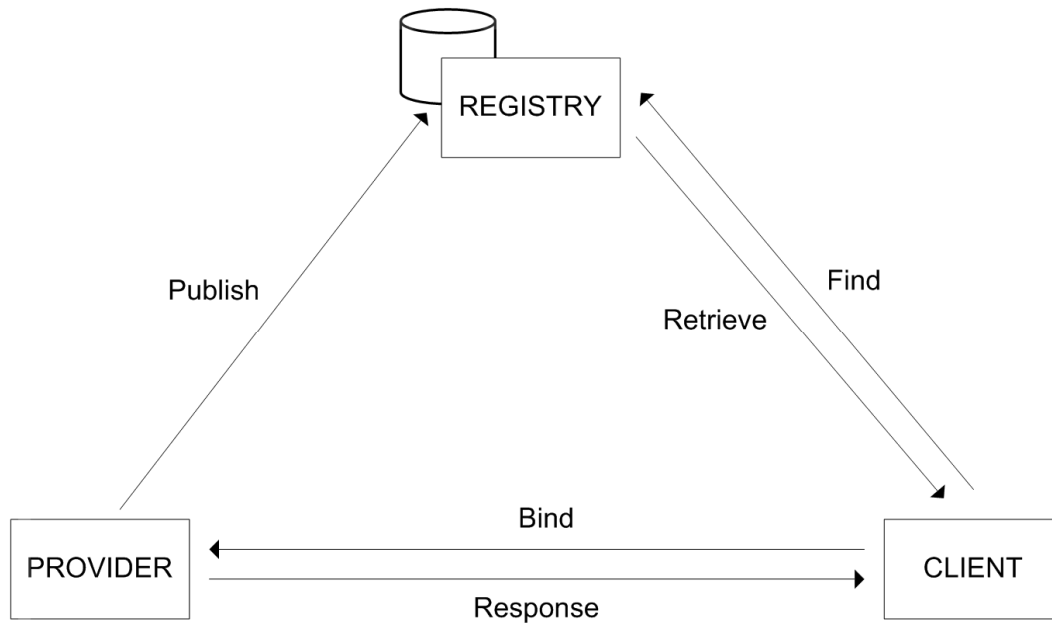 REGISTRY
Publish
Find
Retrieve
Bind
PROVIDER
CLIENT
Response